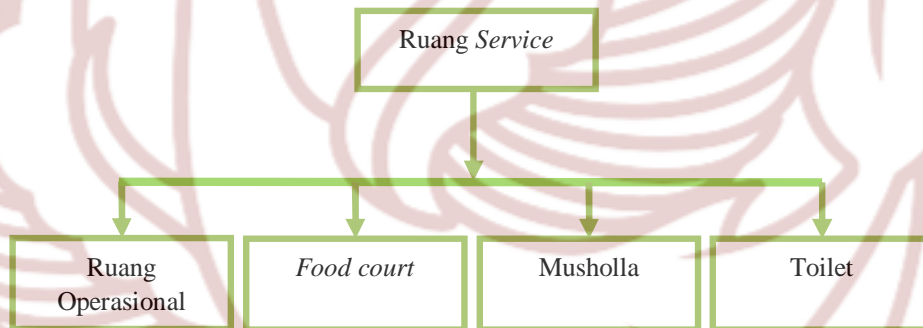 Ruang Service
Ruang
Operasional
Food court
Musholla
Toilet